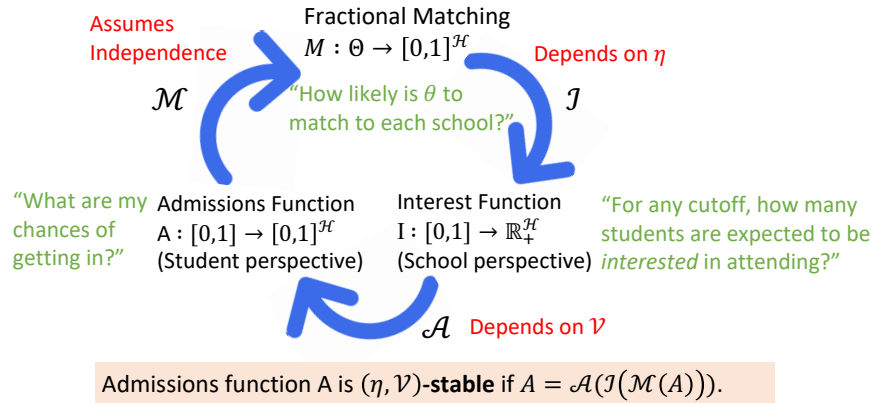 Assumes
Independence
ℳ
Fractional Matching
M : Θ → [0,1]^ℋ
"How likely is θ to
match to each school?"
Depends on η
ℐ
"What are my
chances of
getting in?"
Admissions Function
A : [0,1] → [0,1]^ℋ
(Student perspective)
Interest Function
I : [0,1] → ℝ₊^ℋ
(School perspective)
"For any cutoff, how many
students are expected to be
interested in attending?"
𝒜
Depends on 𝒱
Admissions function A is (η, 𝒱)-stable if A = 𝒜(ℐ(ℳ(A))).